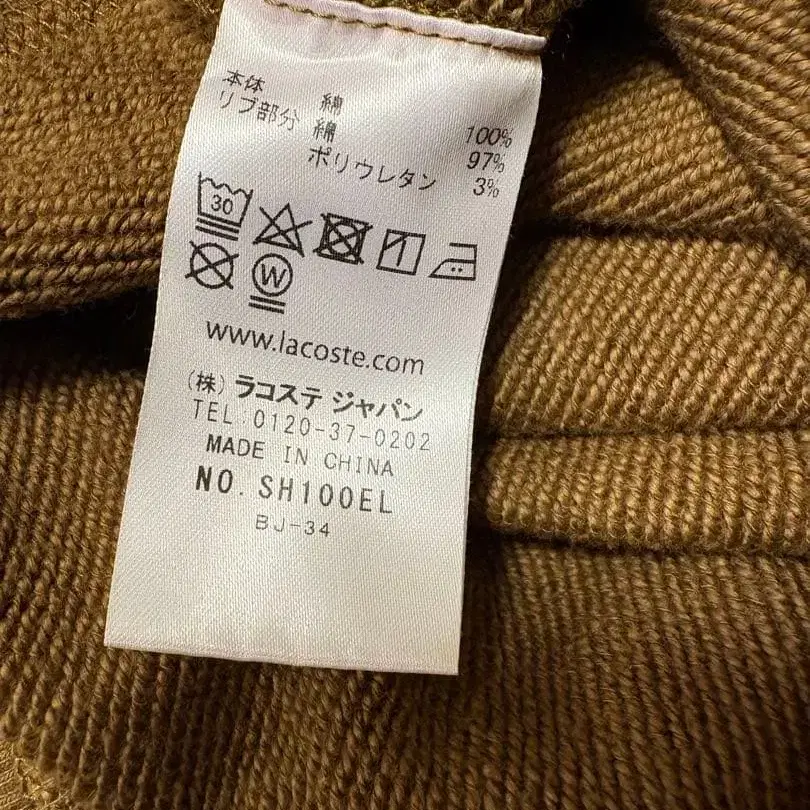 本体 綿 100%
リブ部分 綿 97%
ポリウレタン 3%
30
W
www.lacoste.com
(株) ラコステ ジャパン
TEL:0120-37-0202
MADE IN CHINA
NO. SH100EL
BJ-34